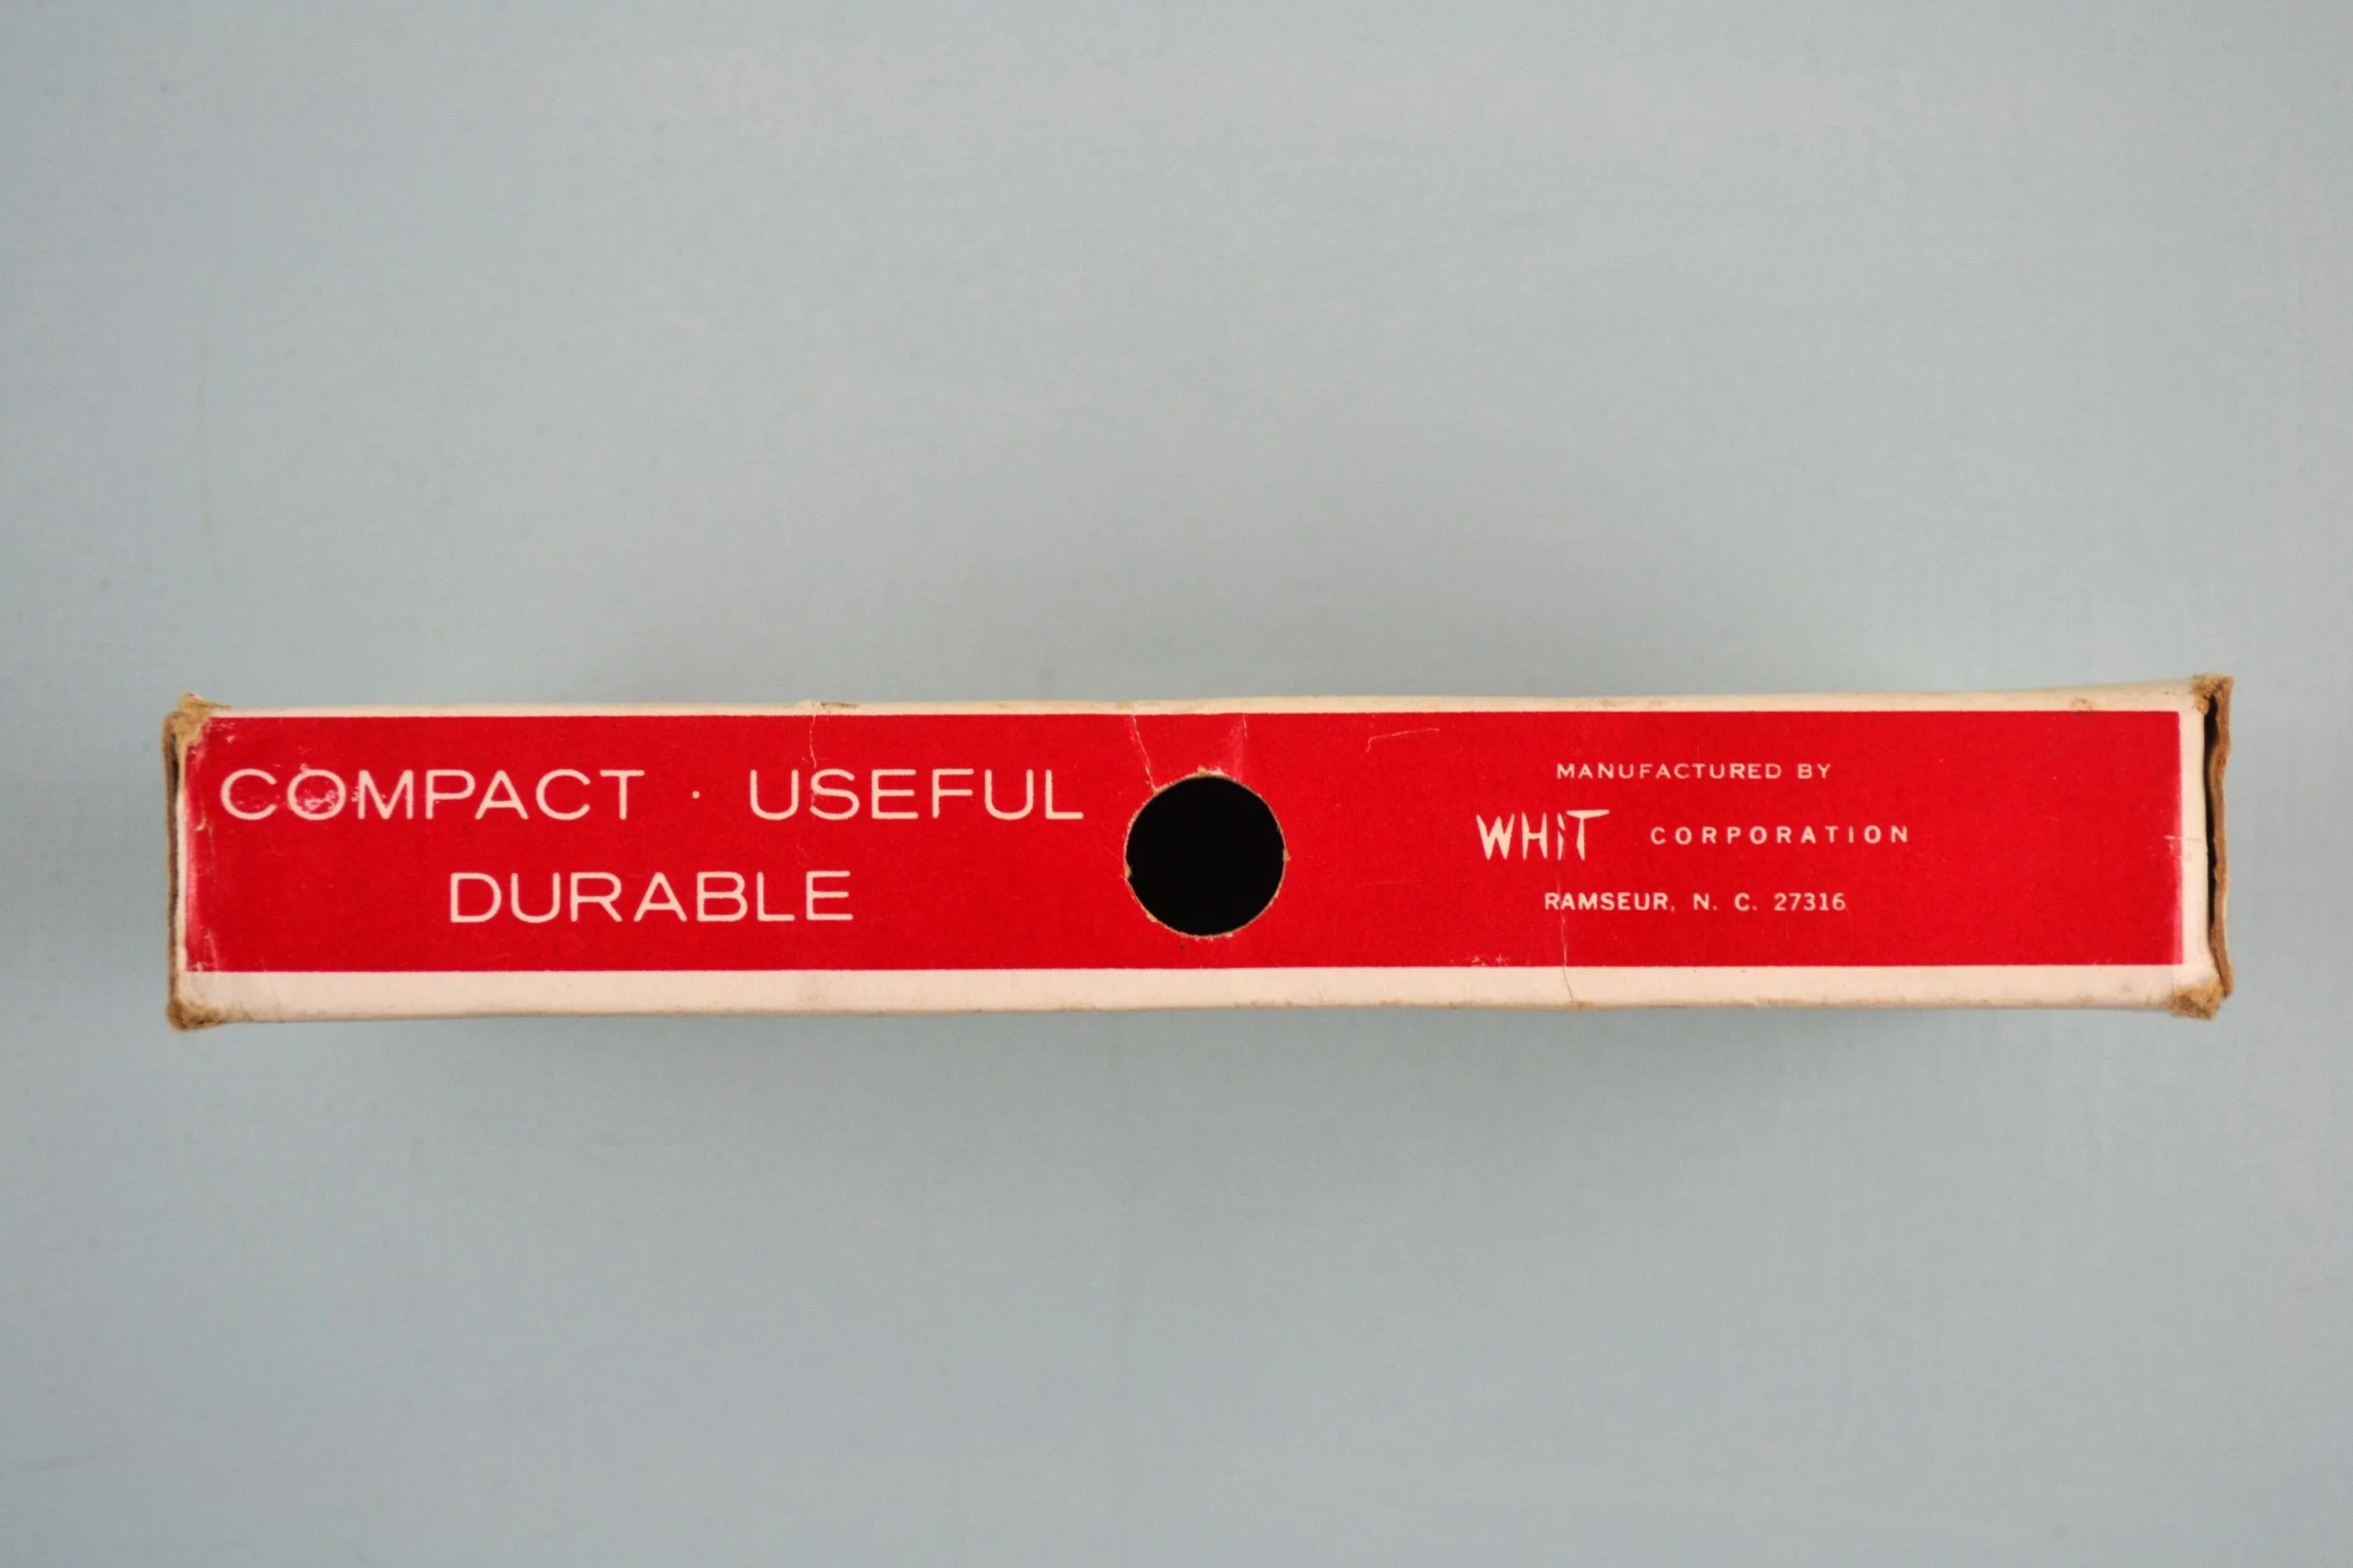 COMPACT · USEFUL
DURABLE
MANUFACTURED BY
WHiT CORPORATION
RAMSEUR, N. C. 27316